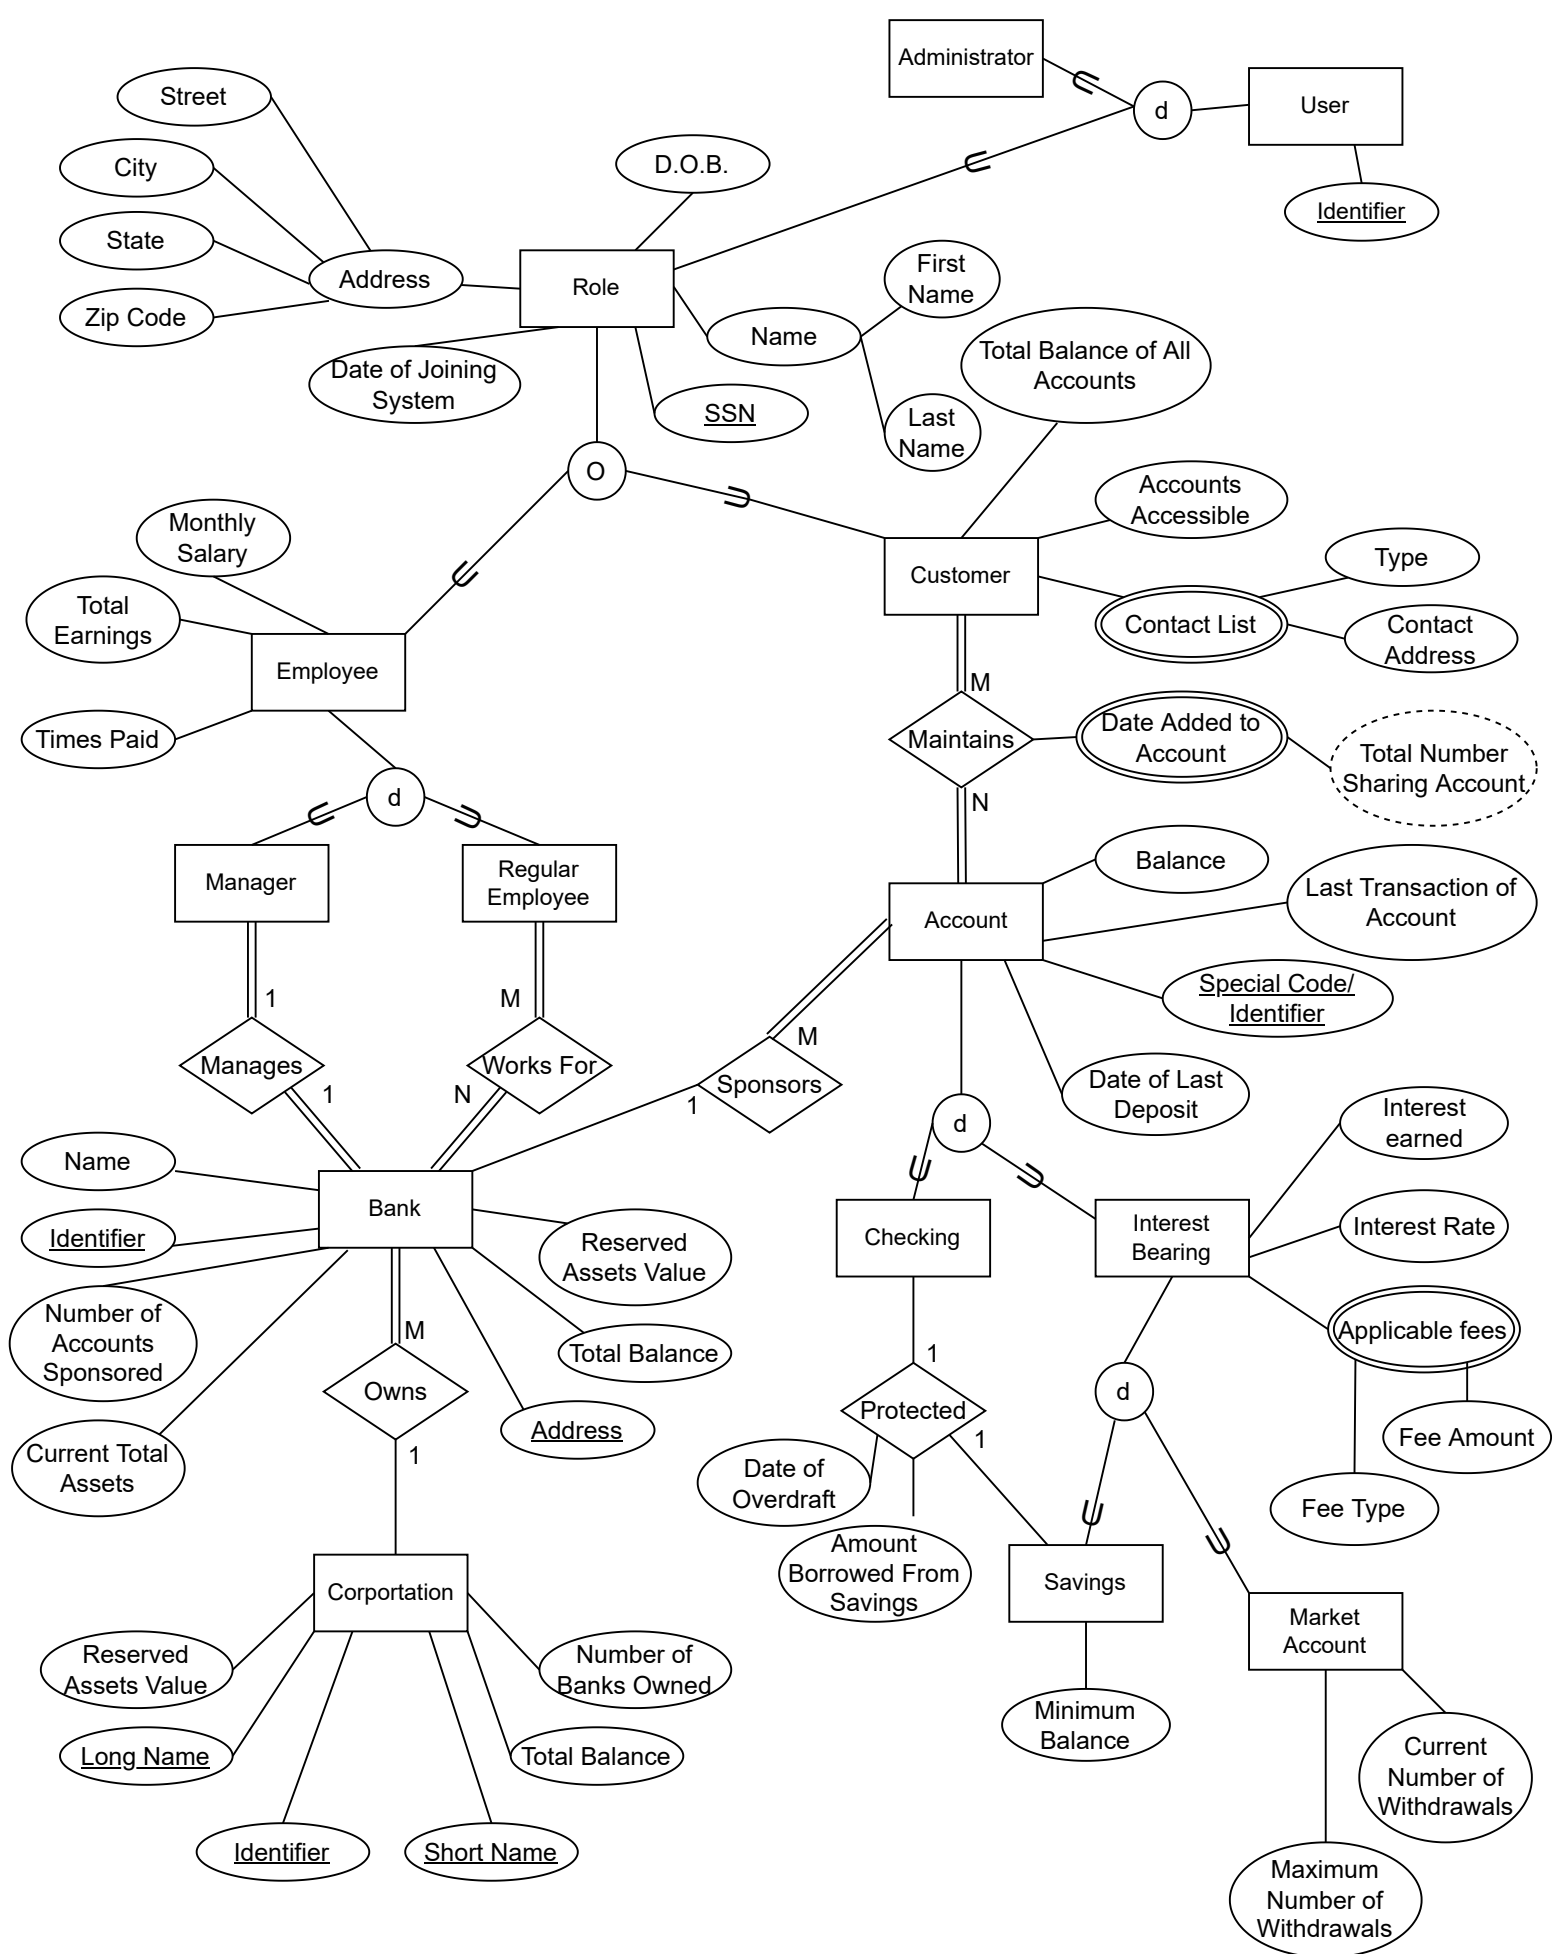 Administrator
d
User
Identifier
Street
City
State
Zip Code
Address
D.O.B.
Role
Name
First
Name
Last
Name
Date of Joining
System
SSN
O
Total Balance of All
Accounts
Accounts
Accessible
Customer
Type
Contact List
Contact
Address
Monthly
Salary
Total
Earnings
Employee
Times Paid
d
Manager
Regular
Employee
M
Maintains
N
Date Added to
Account
Total Number
Sharing Account
Balance
Account
Last Transaction of
Account
Special Code/
Identifier
Date of Last
Deposit
1
M
Manages
1
Works For
N
M
Sponsors
1
d
Name
Identifier
Number of
Accounts
Sponsored
Current Total
Assets
Bank
Reserved
Assets Value
Total Balance
Address
M
Owns
1
Checking
Interest
Bearing
Interest
earned
Interest Rate
Applicable fees
Fee Amount
Fee Type
1
Protected
1
Date of
Overdraft
Amount
Borrowed From
Savings
d
Savings
Minimum
Balance
Market
Account
Current
Number of
Withdrawals
Maximum
Number of
Withdrawals
Corportation
Reserved
Assets Value
Long Name
Identifier
Short Name
Total Balance
Number of
Banks Owned